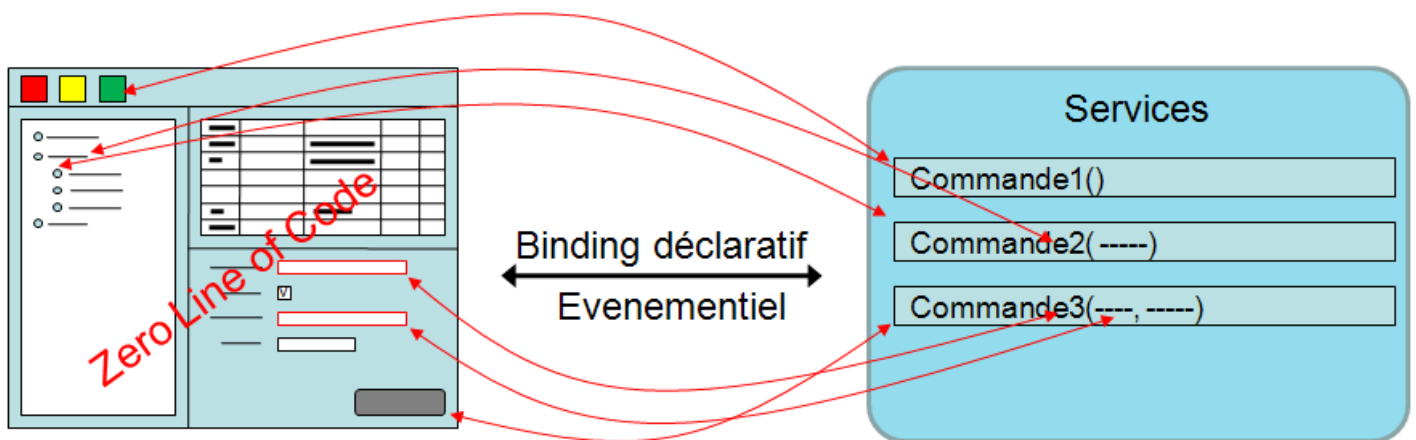 Zero Line of Code
V
Binding déclaratif
Evenementiel
Services
Commande1()
Commande2( -----)
Commande3(----, -----)